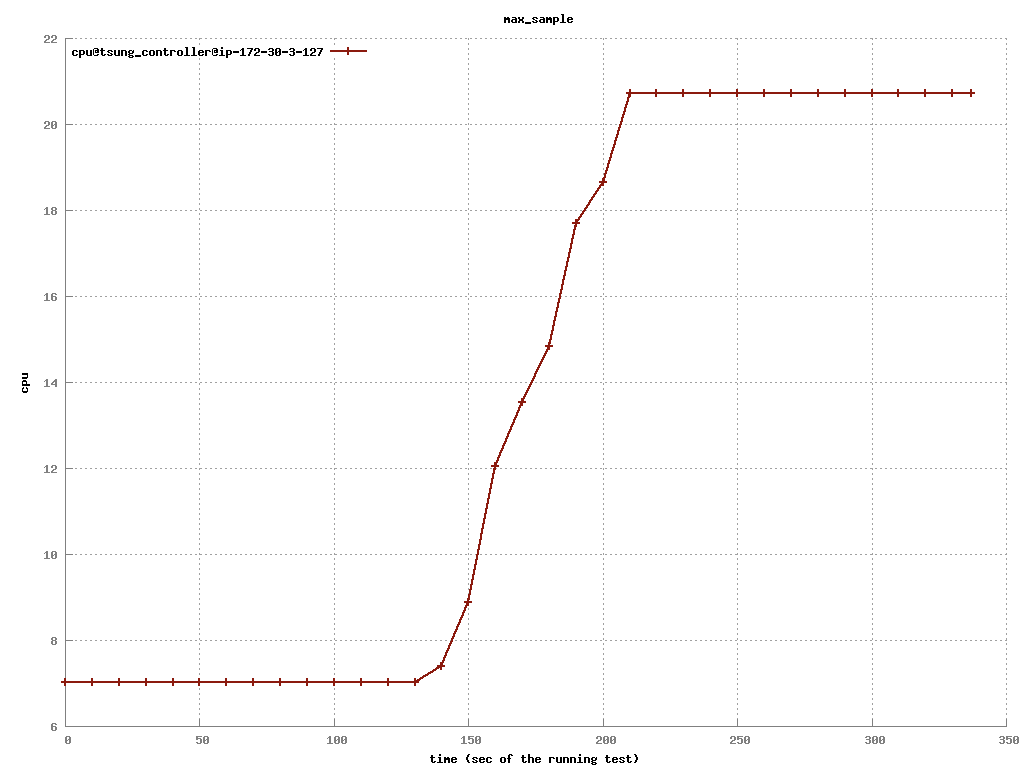 max_sample
cpu@tsung_controller@ip-172-30-3-127
22
20
18
16
14
12
10
8
6
cpu
0 50 100 150 200 250 300 350
time (sec of the running test)